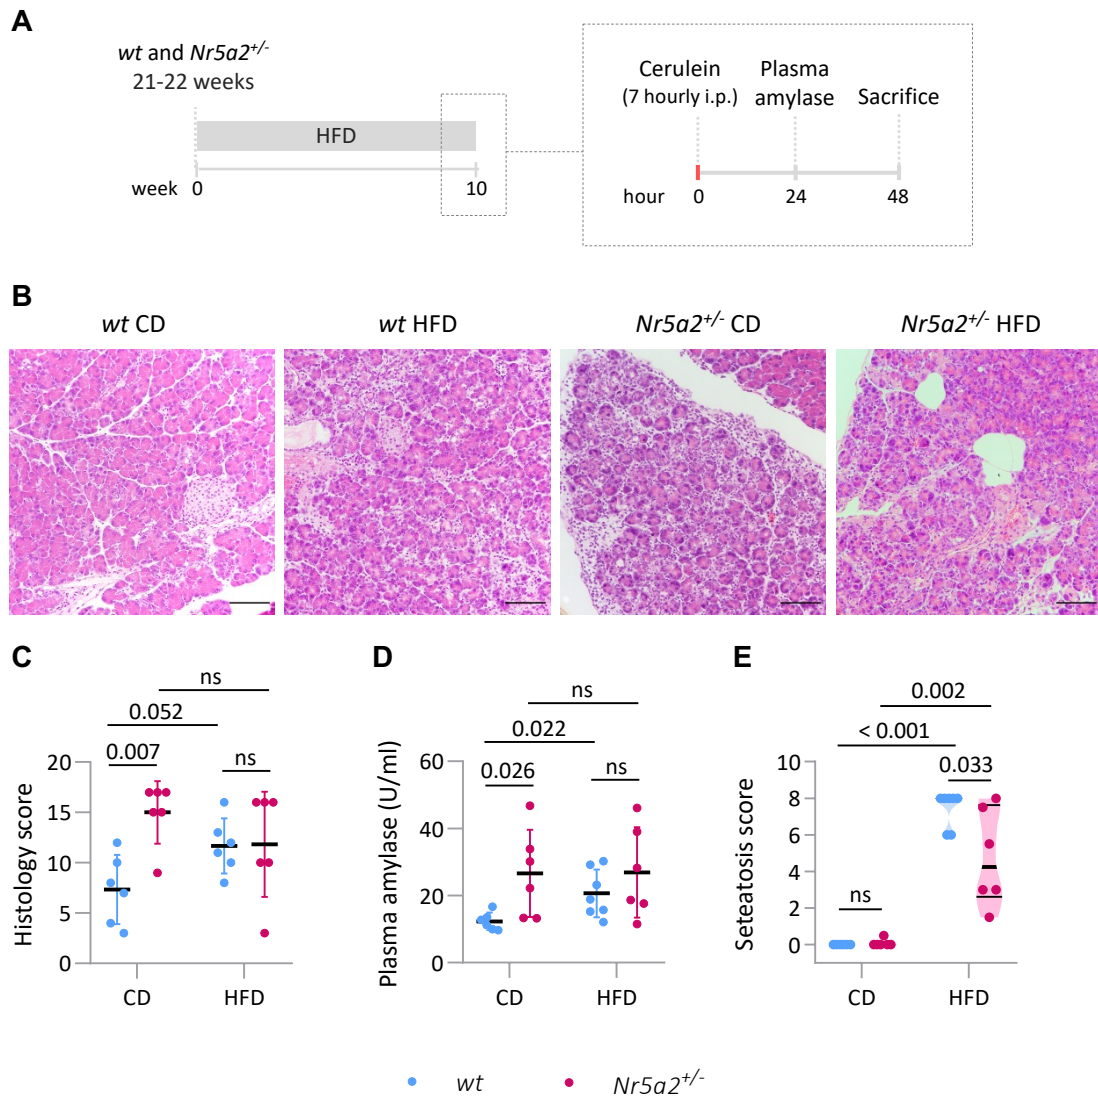 A
wt and Nr5a2+/-
21-22 weeks
HFD
week 0 10
Cerulein
(7 hourly i.p.)
Plasma
amylase
Sacrifice
hour 0 24 48
B
wt CD
wt HFD
Nr5a2+/- CD
Nr5a2+/- HFD
C
ns
0.052
0.007
ns
Histology score
20
15
10
5
0
CD
HFD
D
ns
0.022
0.026
ns
Plasma amylase (U/ml)
60
40
20
0
CD
HFD
E
0.002
< 0.001
0.033
ns
Seteatosis score
10
8
6
4
2
0
CD
HFD
wt
Nr5a2+/-